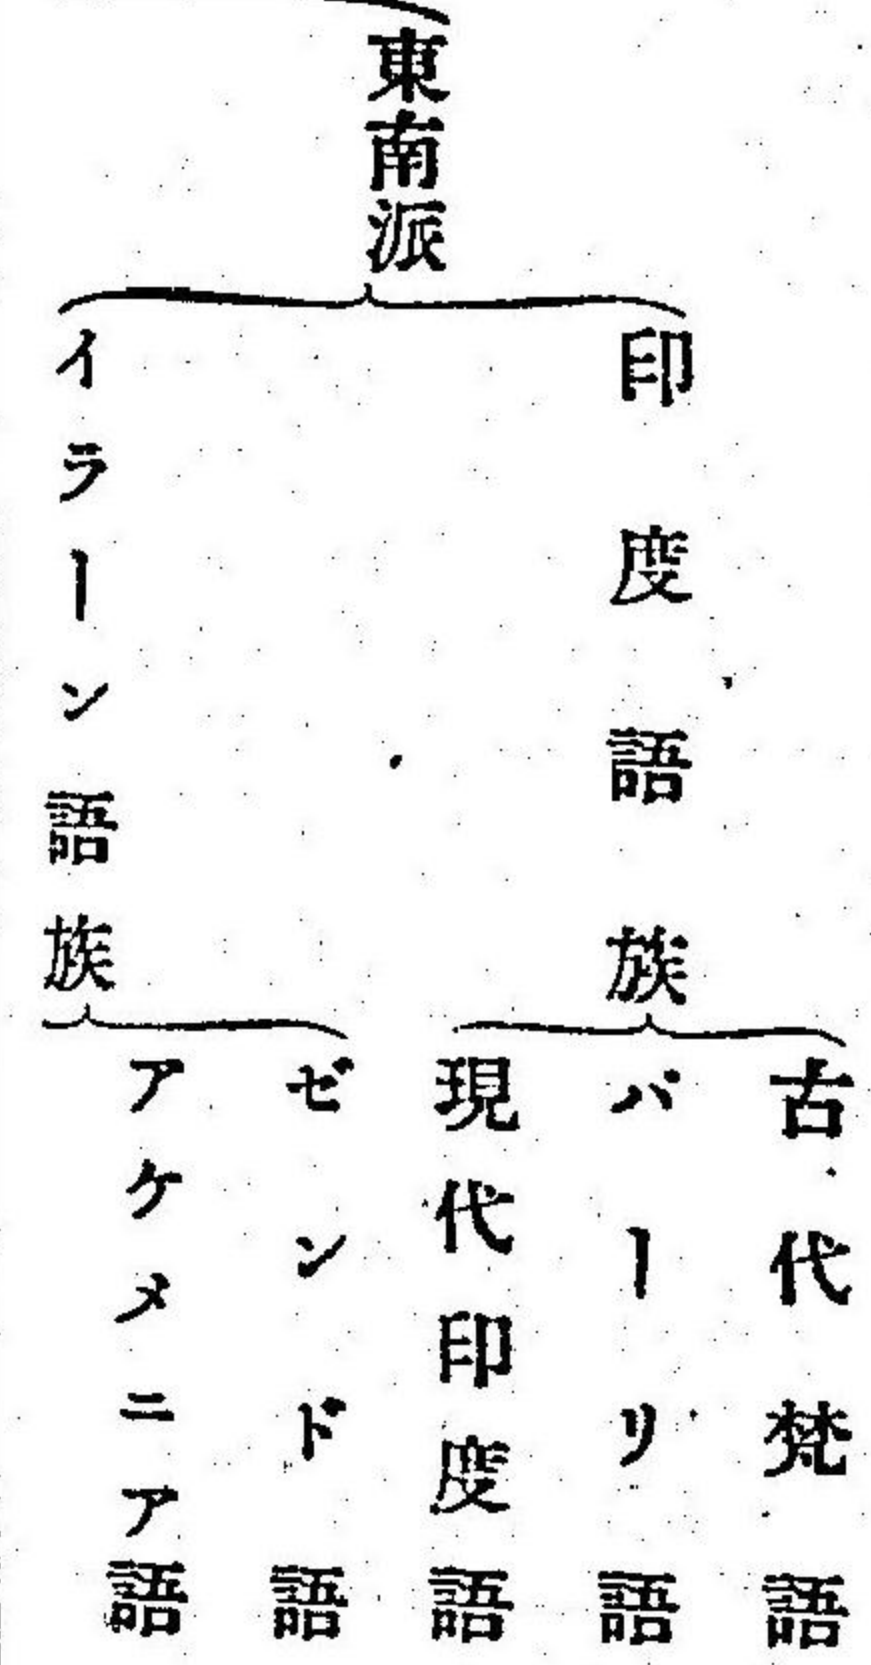 東南派
印度語族
古代梵語
パーリ語
現代印度語
イラーン語族
ゼンド語
アケメニア語